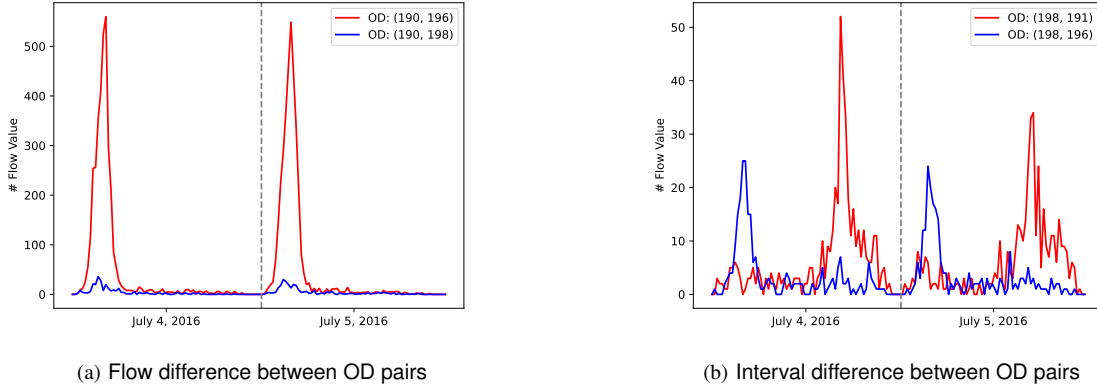 OD: (190, 196)
OD: (190, 198)
# Flow Value
500
400
300
200
100
0
July 4, 2016
July 5, 2016
(a) Flow difference between OD pairs
OD: (198, 191)
OD: (198, 196)
# Flow Value
50
40
30
20
10
0
July 4, 2016
July 5, 2016
(b) Interval difference between OD pairs